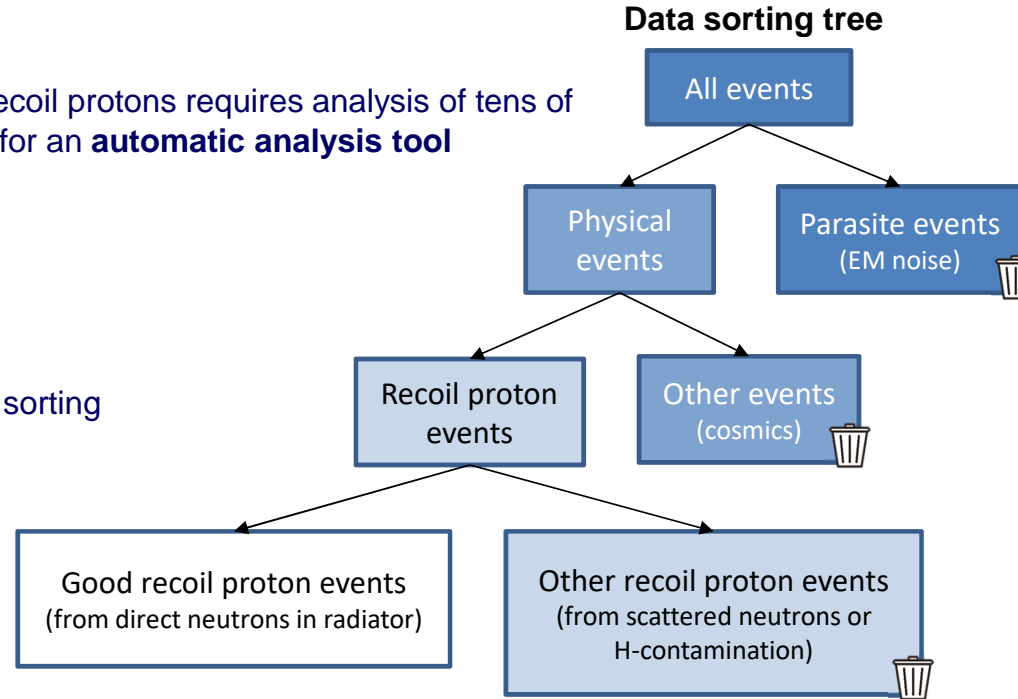 Data sorting tree
ecoil protons requires analysis of tens of
for an automatic analysis tool
All events
Physical
events
Parasite events
(EM noise)
sorting
Recoil proton
events
Other events
(cosmics)
Good recoil proton events
(from direct neutrons in radiator)
Other recoil proton events
(from scattered neutrons or
H-contamination)